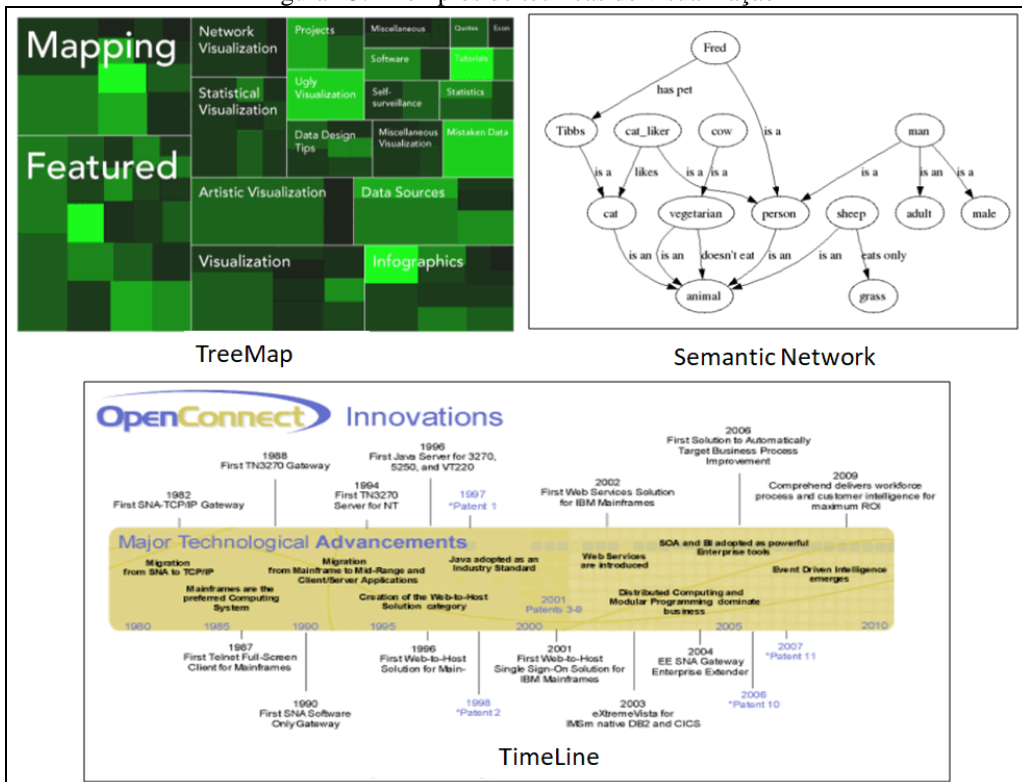 Mapping
Network
Visualization
Projects
Miscellaneous
Quotes
Econ
Software
Tutorials
Featured
Statistical
Visualization
Ugly
Visualization
Self-
surveillance
Statistics
Data Design
Tips
Miscellaneous
Visualization
Mistaken Data
Artistic Visualization
Data Sources
Visualization
Infographics
TreeMap
Fred
has pet
Tibbs
cat_liker
cow
is a
man
is a
likes
is a
is a
is a
is an
is a
cat
vegetarian
person
sheep
adult
male
is an
is an
doesn't eat
is an
is an
eats only
animal
grass
Semantic Network
OpenConnect Innovations
1982
First SNA-TCP/IP Gateway
1988
First TN3270 Gateway
1994
First TN3270
Server for NT
1996
First Java Server for 3270,
5250, and VT220
1997
*Patent 1
2002
First Web Services Solution
for IBM Mainframes
2006
First Solution to Automatically
Target Business Process
Improvement
2009
Comprehend delivers workforce
process and customer intelligence for
maximum ROI
Major Technological Advancements
Migration
from SNA to TCP/IP
Mainframes are the
preferred Computing
System
Migration
from Mainframe to Mid-Range and
Client/Server Applications
Creation of the Web-to-Host
Solution category
Java adopted as an
Industry Standard
2001
Patents 3-9
Web Services
are introduced
SOA and BI adopted as powerful
Enterprise tools
Distributed Computing and
Modular Programming dominate
business
Event Driven Intelligence
emerges
1980
1985
1990
1995
2000
2005
2010
1987
First Telnet Full-Screen
Client for Mainframes
1990
First SNA Software
Only Gateway
1996
First Web-to-Host
Solution for Main-
1998
*Patent 2
2001
First Web-to-Host
Single Sign-On Solution for
IBM Mainframes
2003
eXtremeVista for
IMSm native DB2 and CICS
2004
EE SNA Gateway
Enterprise Extender
2006
*Patent 10
2007
*Patent 11
TimeLine